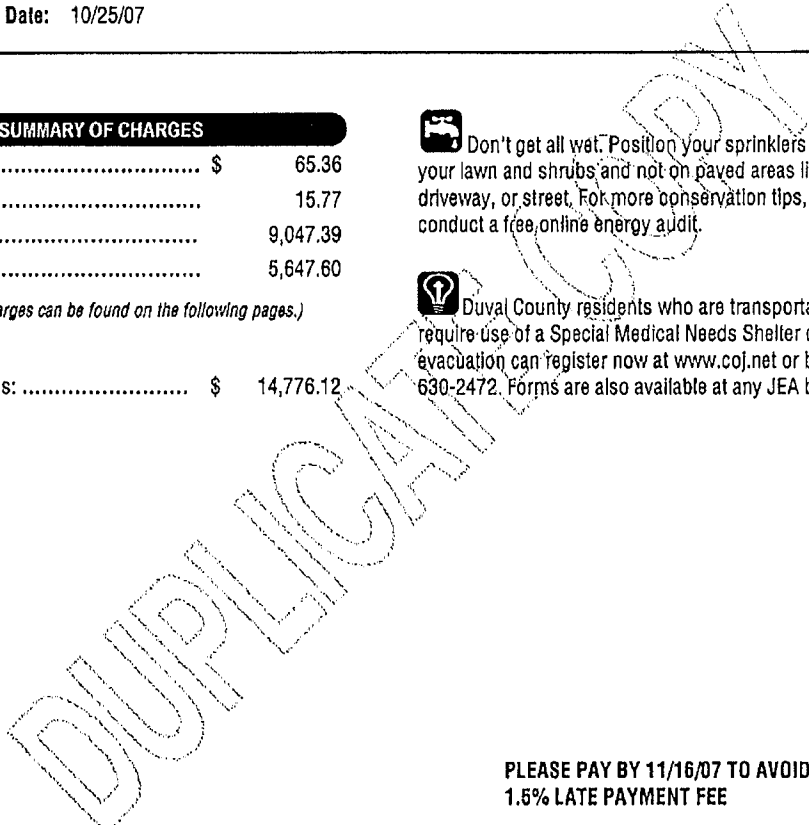 Date: 10/25/07
SUMMARY OF CHARGES
.............................. $ 65.36
.............................. 15.77
.............................. 9,047.39
.............................. 5,647.60
arges can be found on the following pages.)
s: ......................... $ 14,776.12
Don't get all wet. Position your sprinklers
your lawn and shrubs and not on paved areas li
driveway, or street. For more conservation tips,
conduct a free online energy audit.
Duval County residents who are transporta
require use of a Special Medical Needs Shelter
evacuation can register now at www.coj.net or b
630-2472. Forms are also available at any JEA b
DUPLICATE COPY
PLEASE PAY BY 11/16/07 TO AVOID
1.5% LATE PAYMENT FEE